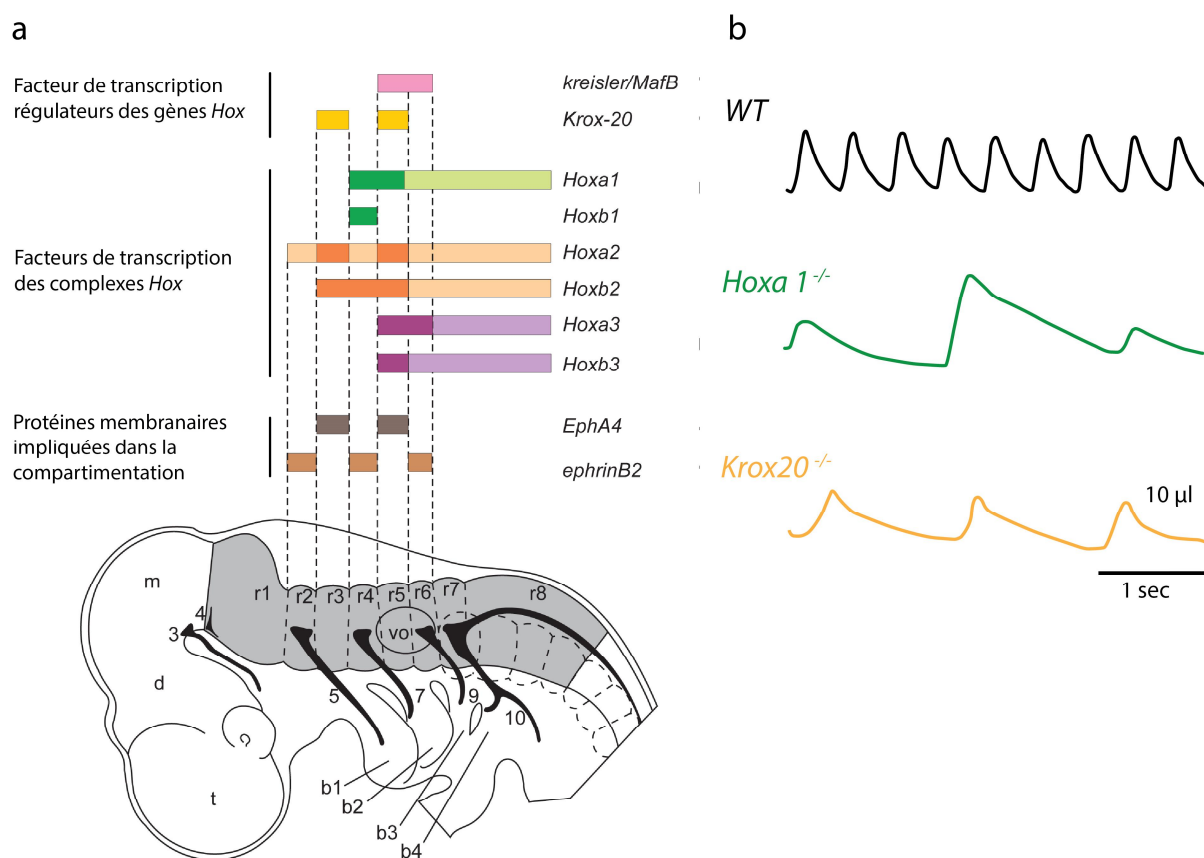 a
b
Facteur de transcription
régulateurs des gènes Hox
kreisler/MafB
Krox-20
Facteurs de transcription
des complexes Hox
Hoxa1
Hoxb1
Hoxa2
Hoxb2
Hoxa3
Hoxb3
Protéines membranaires
impliquées dans la
compartimentation
EphA4
ephrinB2
WT
Hoxa 1 -/-
Krox20 -/-
10 µl
1 sec
m
r1
r2
r3
r4
r5
r6
r7
r8
4
3
vo
d
5
7
9
10
c
t
b1
b2
b3
b4